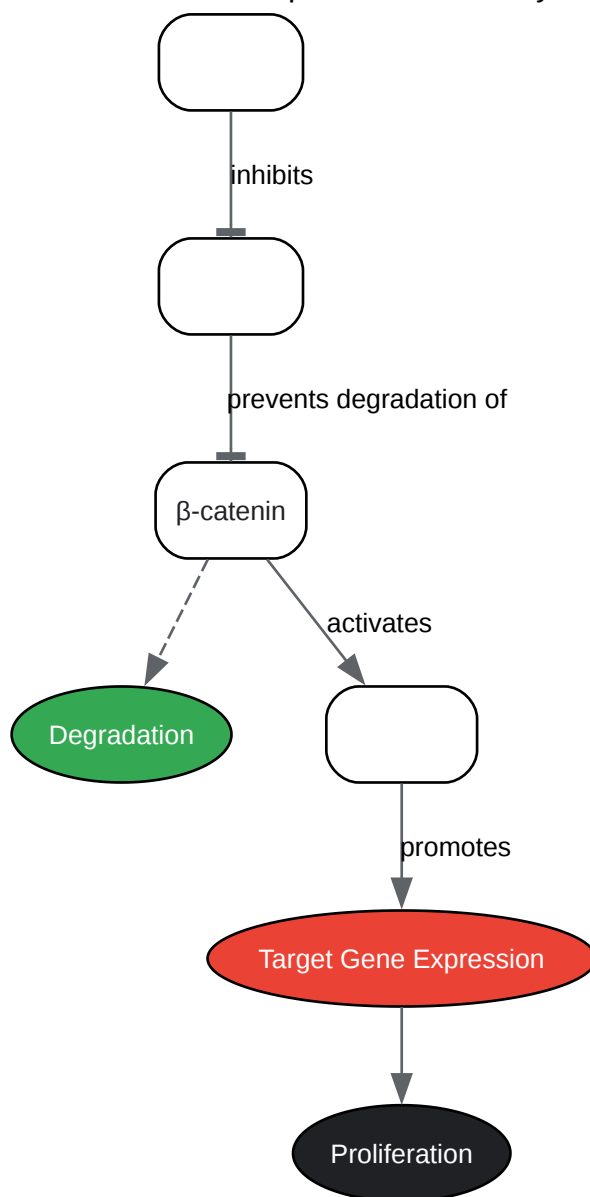 inhibits
prevents degradation of
β-catenin
activates
Degradation
promotes
Target Gene Expression
Proliferation